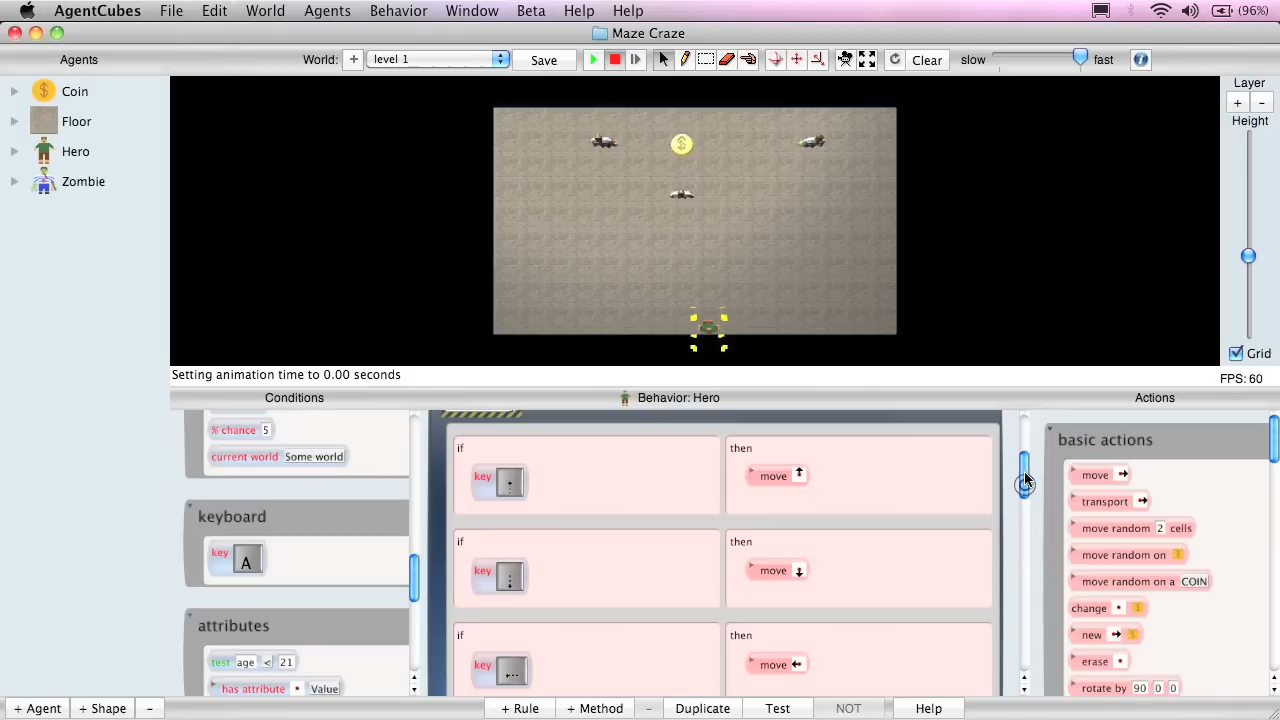 AgentCubes File Edit World Agents Behavior Window Beta Help Help (96%)
Maze Craze
Agents World: + level 1 Save Clear slow fast
Layer
+ -
Height
Coin
Floor
Hero
Zombie
Grid
Setting animation time to 0.00 seconds FPS: 60
Conditions Behavior: Hero Actions
% chance 5
current world Some world
keyboard
key A
attributes
test age < 21
has attribute Value
if then
key move
if then
key move
if then
key move
basic actions
move
transport
move random 2 cells
move random on
move random on a COIN
change
new
erase
rotate by 90 0 0
+ Agent + Shape - + Rule + Method - Duplicate Test NOT Help